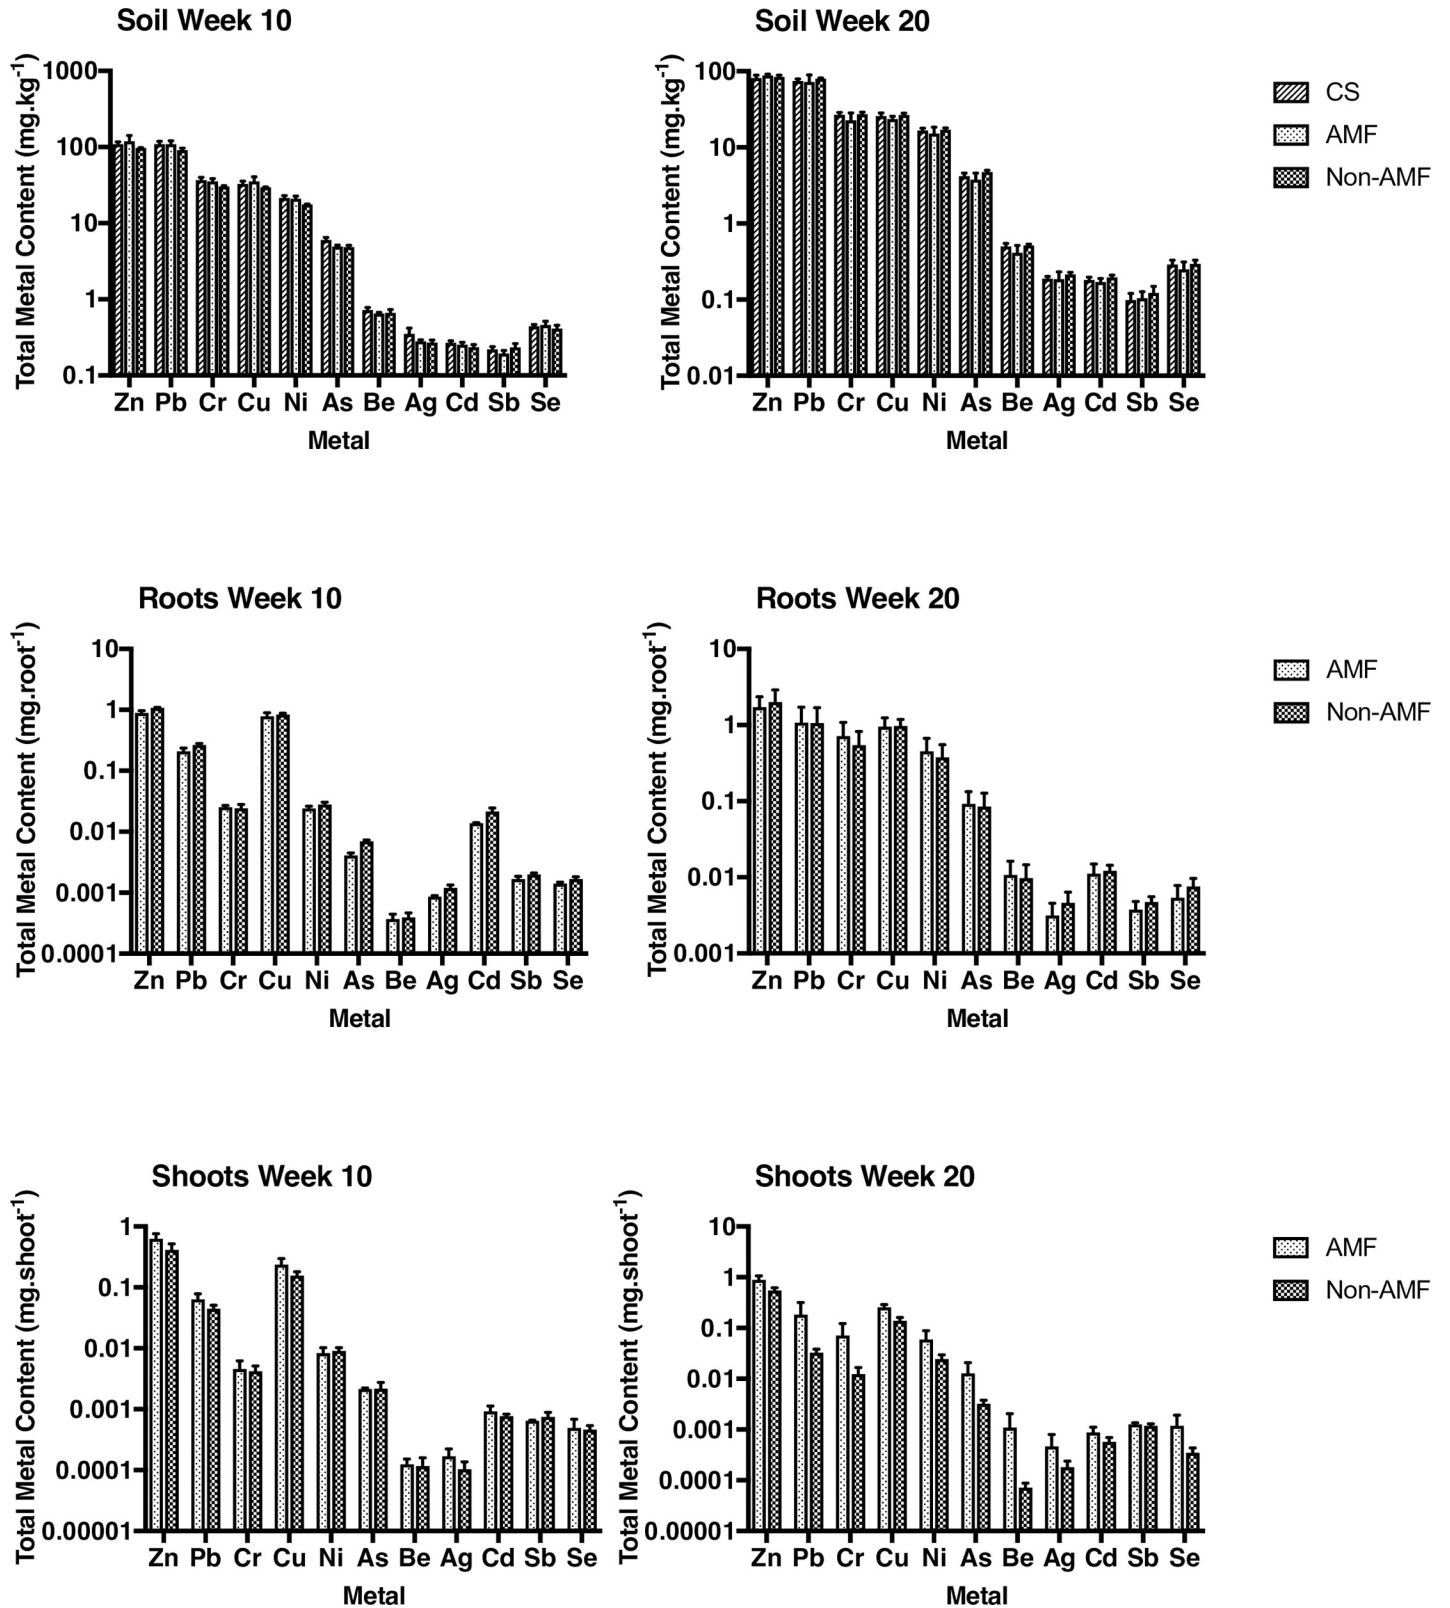 Soil Week 10
Total Metal Content (mg.kg-1)
1000
100
10
1
0.1
Zn Pb Cr Cu Ni As Be Ag Cd Sb Se
Metal
Soil Week 20
Total Metal Content (mg.kg-1)
100
10
1
0.1
0.01
Zn Pb Cr Cu Ni As Be Ag Cd Sb Se
Metal
CS
AMF
Non-AMF
Roots Week 10
Total Metal Content (mg.root-1)
10
1
0.1
0.01
0.001
0.0001
Zn Pb Cr Cu Ni As Be Ag Cd Sb Se
Metal
Roots Week 20
Total Metal Content (mg.root-1)
10
1
0.1
0.01
0.001
Zn Pb Cr Cu Ni As Be Ag Cd Sb Se
Metal
AMF
Non-AMF
Shoots Week 10
Total Metal Content (mg.shoot-1)
1
0.1
0.01
0.001
0.0001
0.00001
Zn Pb Cr Cu Ni As Be Ag Cd Sb Se
Metal
Shoots Week 20
Total Metal Content (mg.shoot-1)
10
1
0.1
0.01
0.001
0.0001
0.00001
Zn Pb Cr Cu Ni As Be Ag Cd Sb Se
Metal
AMF
Non-AMF